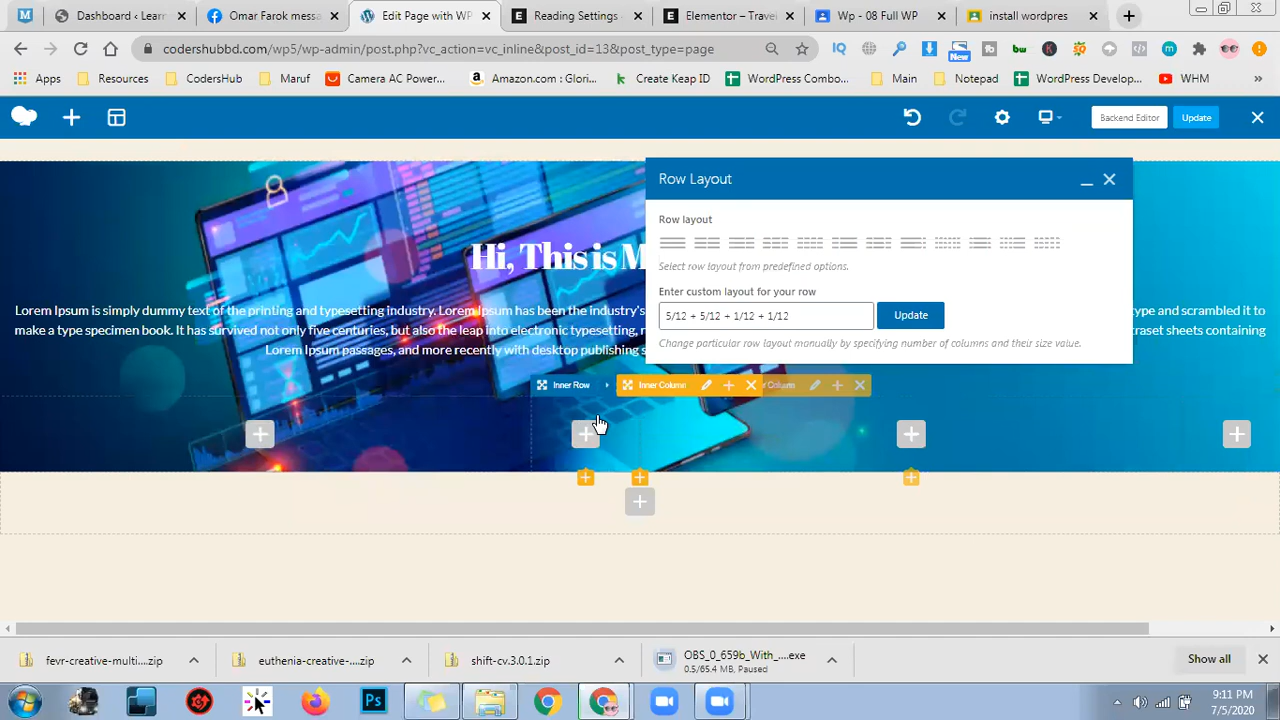 Dashboard ‹ Learn
Omar Faruk mess
Edit Page with WP
Reading Settings -
Elementor – Trave
Wp - 08 Full WP
install wordpres
codershubbd.com/wp5/wp-admin/post.php?vc_action=vc_inline&post_id=13&post_type=page
New
Apps
Resources
CodersHub
Maruf
Camera AC Powe...
Amazon.com : Glori...
Create Keap ID
WordPress Combo...
Main
Notepad
WordPress Develop...
WHM
Backend Editor
Update
Row Layout
Row layout
Select row layout from predefined options.
Enter custom layout for your row
5/12 + 5/12 + 1/12 + 1/12
Update
Change particular row layout manually by specifying number of columns and their size value.
Hi, This is M
Lorem Ipsum is simply dummy text of the printing and typesetting industry. Lorem Ipsum has been the industry's
ype and scrambled it to
make a type specimen book. It has survived not only five centuries, but also the leap into electronic typesetting,
traset sheets containing
Lorem Ipsum passages, and more recently with desktop publishing
Inner Row
Inner Column
Column
fevr-creative-multi....zip
euthenia-creative-....zip
shift-cv.3.0.1.zip
OBS_0_659b_With_....exe
0.5/65.4 MB, Paused
Show all
9:11 PM
7/5/2020